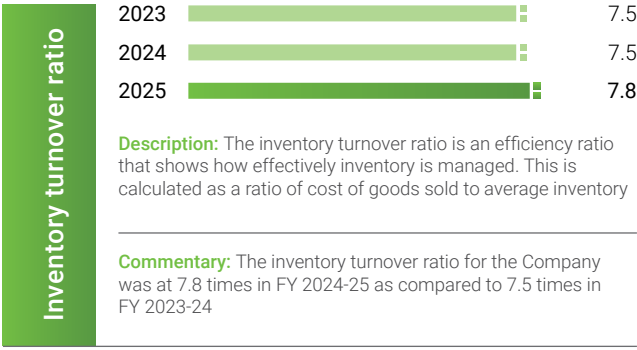 Inventory turnover ratio
2023 7.5
2024 7.5
2025 7.8
Description: The inventory turnover ratio is an efficiency ratio
that shows how effectively inventory is managed. This is
calculated as a ratio of cost of goods sold to average inventory
Commentary: The inventory turnover ratio for the Company
was at 7.8 times in FY 2024-25 as compared to 7.5 times in
FY 2023-24